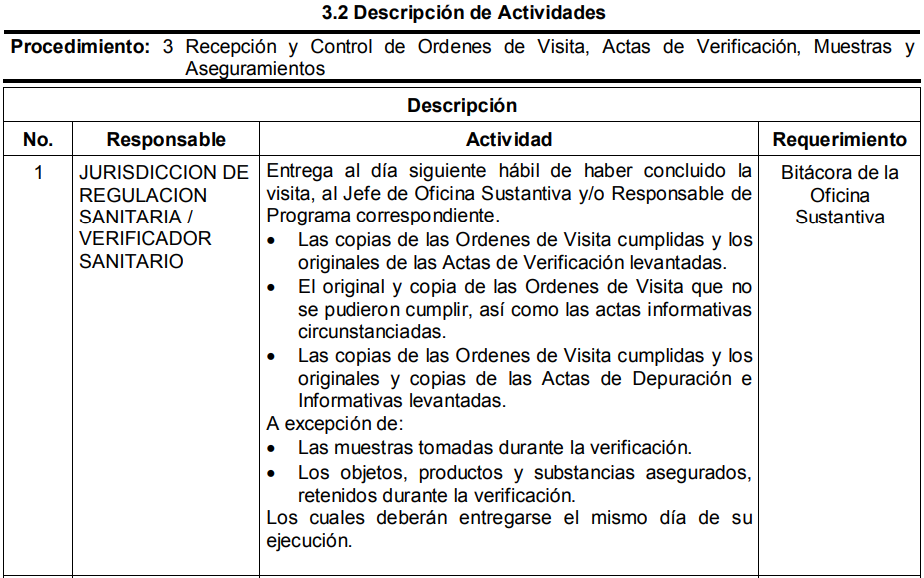 3.2 Descripción de Actividades
Procedimiento: 3 Recepción y Control de Ordenes de Visita, Actas de Verificación, Muestras y
Aseguramientos
Descripción
No. Responsable Actividad Requerimiento
1
JURISDICCION DE
REGULACION
SANITARIA /
VERIFICADOR
SANITARIO
Entrega al día siguiente hábil de haber concluido la
visita, al Jefe de Oficina Sustantiva y/o Responsable de
Programa correspondiente.
• Las copias de las Ordenes de Visita cumplidas y los
originales de las Actas de Verificación levantadas.
• El original y copia de las Ordenes de Visita que no
se pudieron cumplir, así como las actas informativas
circunstanciadas.
• Las copias de las Ordenes de Visita cumplidas y los
originales y copias de las Actas de Depuración e
Informativas levantadas.
A excepción de:
• Las muestras tomadas durante la verificación.
• Los objetos, productos y substancias asegurados,
retenidos durante la verificación.
Los cuales deberán entregarse el mismo día de su
ejecución.
Bitácora de la
Oficina
Sustantiva